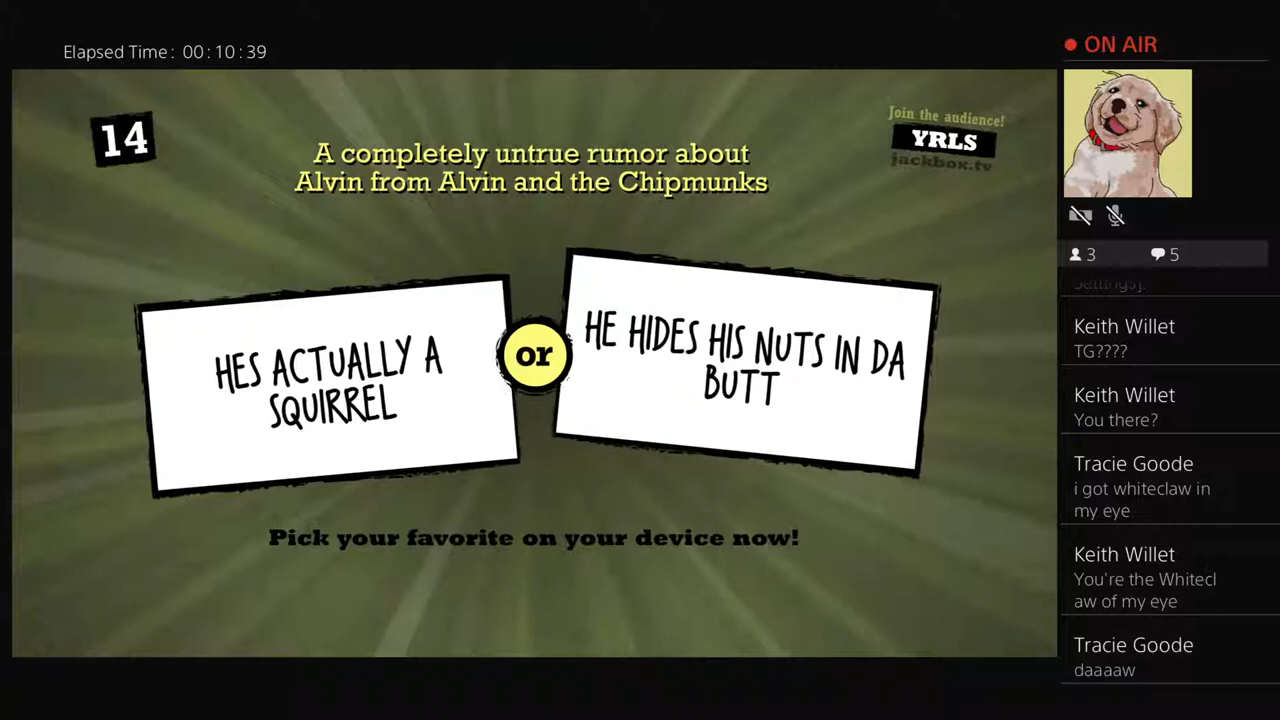 Elapsed Time: 00:10:39
ON AIR
14
A completely untrue rumor about
Alvin from Alvin and the Chipmunks
Join the audience!
YRLS
jackbox.tv
HES ACTUALLY A
SQUIRREL
or
HE HIDES HIS NUTS IN DA
BUTT
Pick your favorite on your device now!
3
5
Keith Willet
TG????
Keith Willet
You there?
Tracie Goode
i got whiteclaw in
my eye
Keith Willet
You're the Whitecl
aw of my eye
Tracie Goode
daaaaw